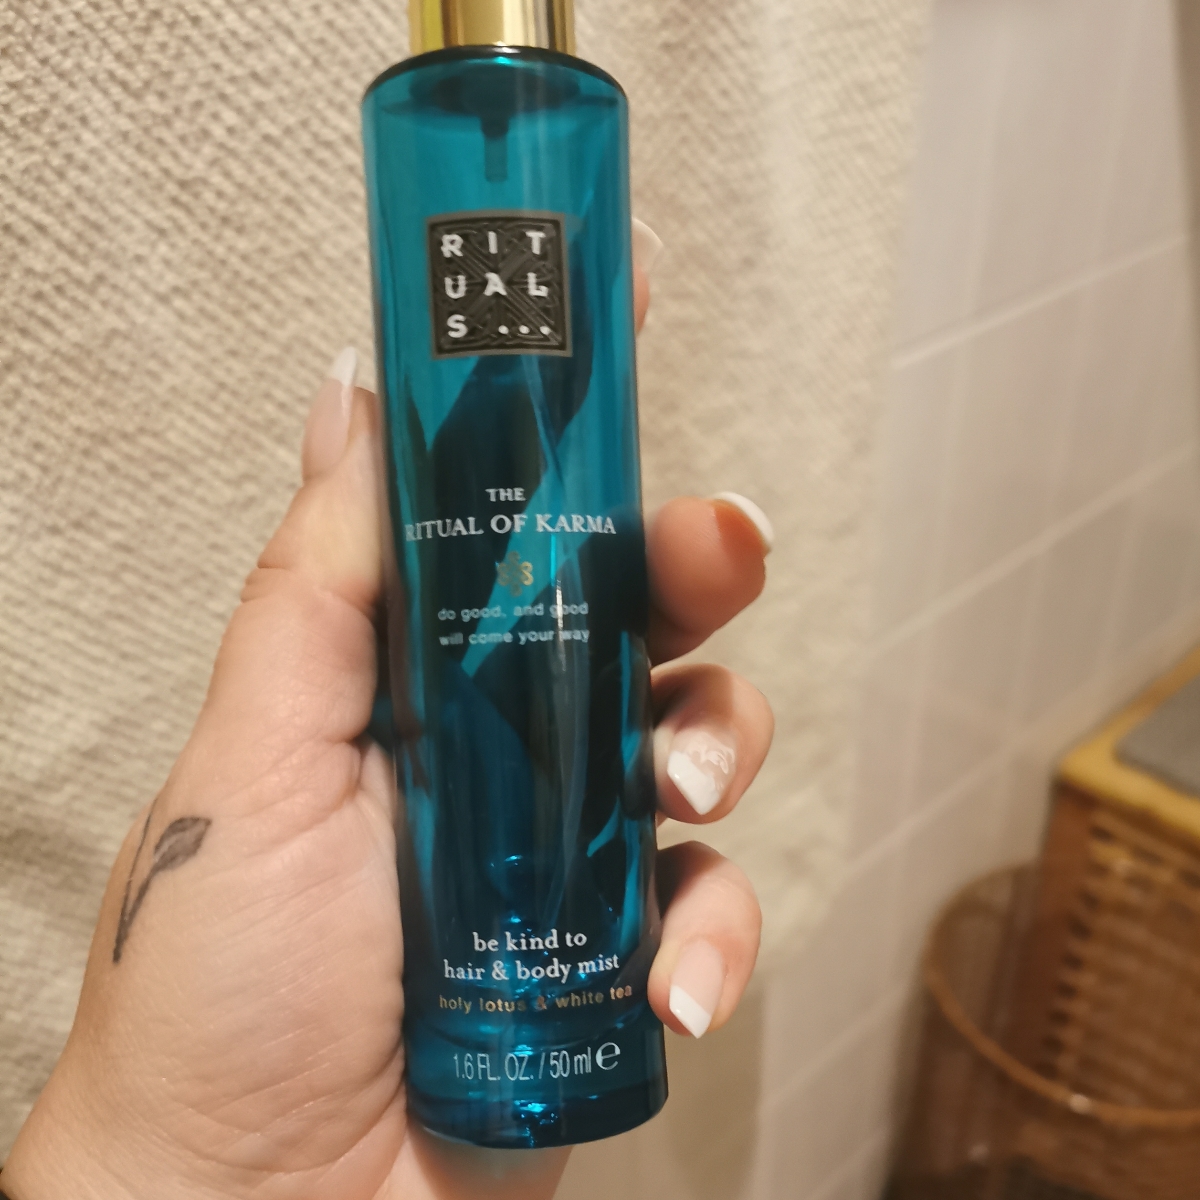 RIT
UAL
S...
THE
RITUAL OF KARMA
do good, and good
will come your way
be kind to
hair & body mist
holy lotus & white tea
1.6 FL. OZ. / 50 ml ℮